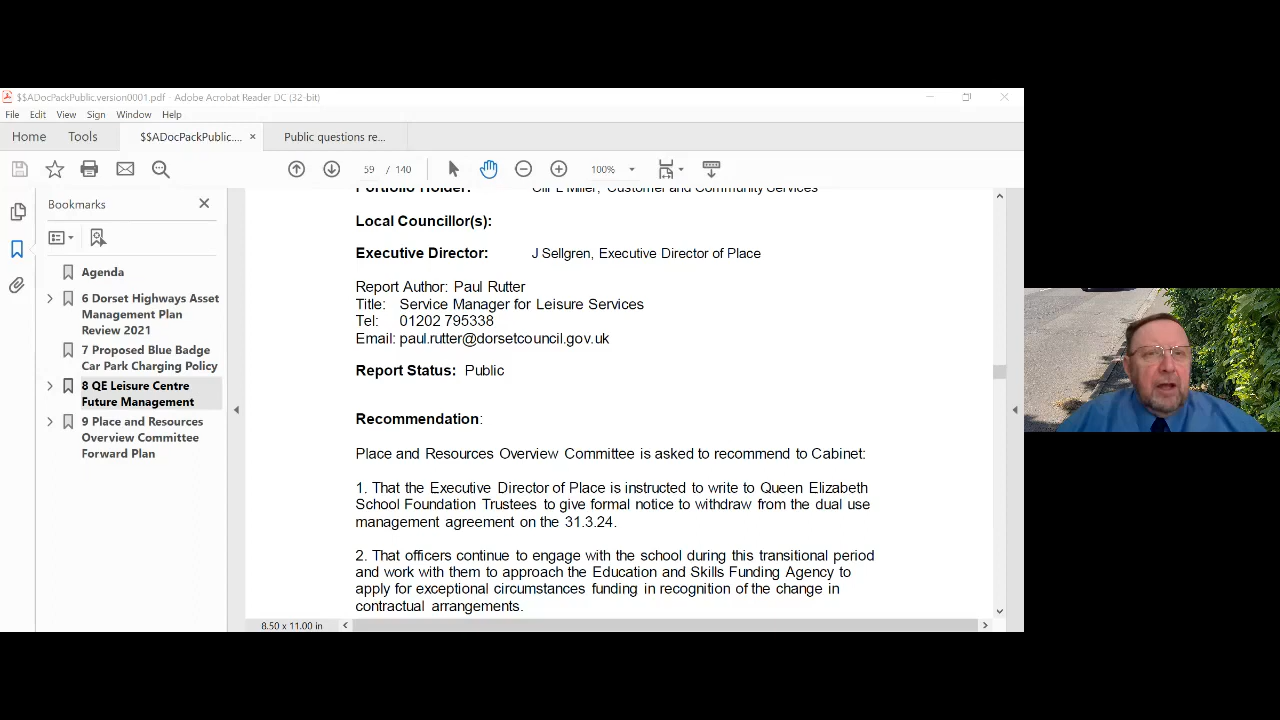 $$ADocPackPublic.version0001.pdf - Adobe Acrobat Reader DC (32-bit)
File Edit View Sign Window Help
Home Tools $$ADocPackPublic.... × Public questions re...
59 / 140 100%
Bookmarks
Agenda
6 Dorset Highways Asset
Management Plan
Review 2021
7 Proposed Blue Badge
Car Park Charging Policy
8 QE Leisure Centre
Future Management
9 Place and Resources
Overview Committee
Forward Plan
Portfolio Holder: Cllr L Miller, Customer and Community Services
Local Councillor(s):
Executive Director: J Sellgren, Executive Director of Place
Report Author: Paul Rutter
Title: Service Manager for Leisure Services
Tel: 01202 795338
Email: paul.rutter@dorsetcouncil.gov.uk
Report Status: Public
Recommendation:
Place and Resources Overview Committee is asked to recommend to Cabinet:
1. That the Executive Director of Place is instructed to write to Queen Elizabeth
School Foundation Trustees to give formal notice to withdraw from the dual use
management agreement on the 31.3.24.
2. That officers continue to engage with the school during this transitional period
and work with them to approach the Education and Skills Funding Agency to
apply for exceptional circumstances funding in recognition of the change in
contractual arrangements.
8.50 x 11.00 in